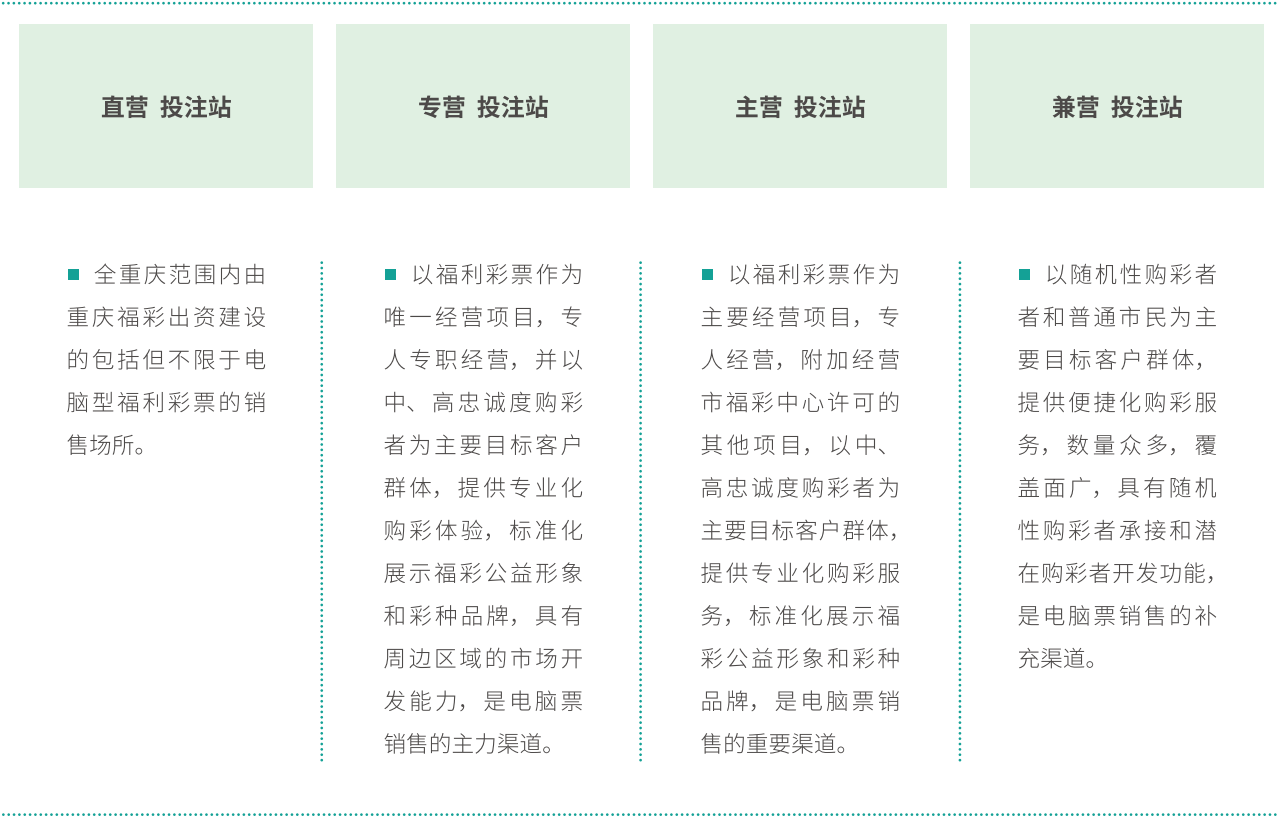 直营 投注站
专营 投注站
主营 投注站
兼营 投注站
全重庆范围内由
重庆福彩出资建设
的包括但不限于电
脑型福利彩票的销
售场所。
以福利彩票作为
唯一经营项目，专
人专职经营，并以
中、高忠诚度购彩
者为主要目标客户
群体，提供专业化
购彩体验，标准化
展示福彩公益形象
和彩种品牌，具有
周边区域的市场开
发能力，是电脑票
销售的主力渠道。
以福利彩票作为
主要经营项目，专
人经营，附加经营
市福彩中心许可的
其他项目，以中、
高忠诚度购彩者为
主要目标客户群体，
提供专业化购彩服
务，标准化展示福
彩公益形象和彩种
品牌，是电脑票销
售的重要渠道。
以随机性购彩者
者和普通市民为主
要目标客户群体，
提供便捷化购彩服
务，数量众多，覆
盖面广，具有随机
性购彩者承接和潜
在购彩者开发功能，
是电脑票销售的补
充渠道。